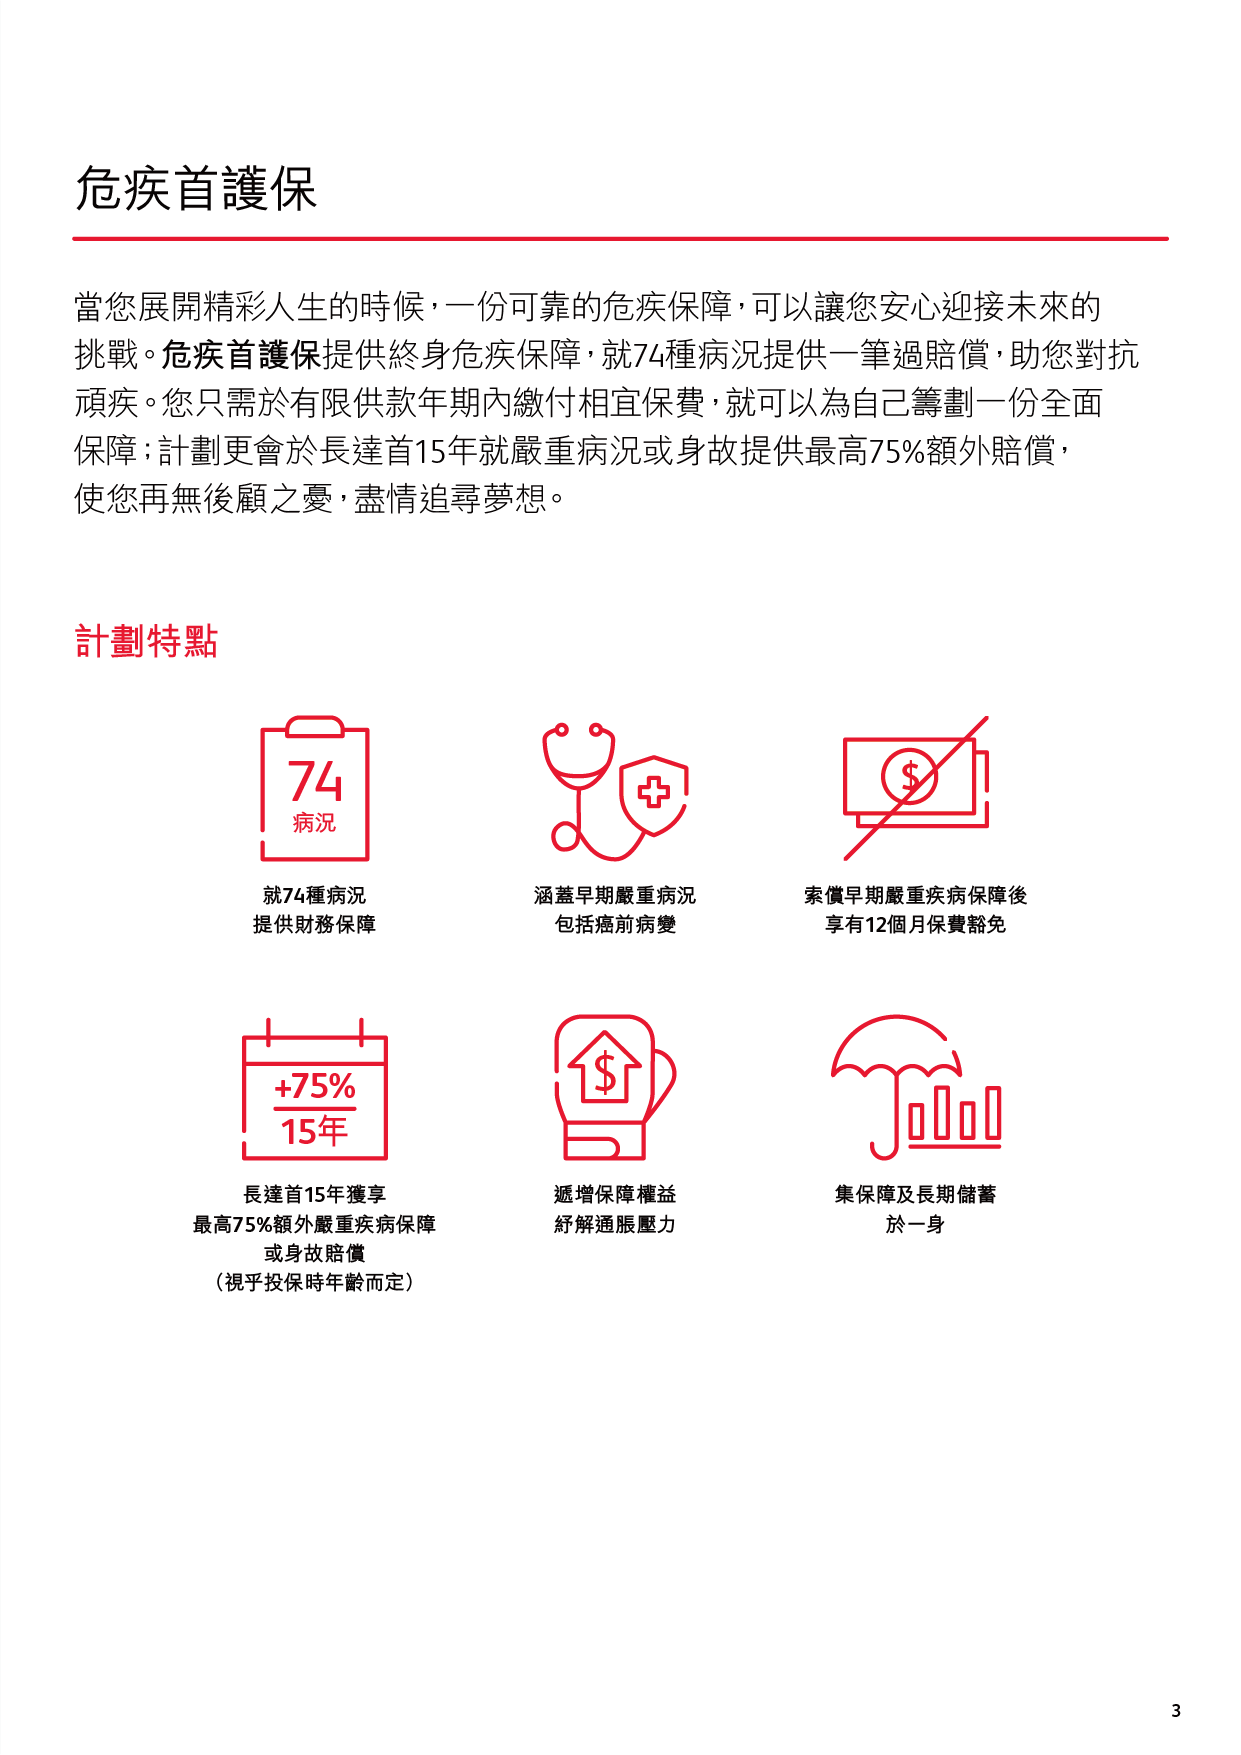 危疾首護保
當您展開精彩人生的時候，一份可靠的危疾保障，可以讓您安心迎接未來的
挑戰。危疾首護保提供終身危疾保障，就74種病況提供一筆過賠償，助您對抗
頑疾。您只需於有限供款年期內繳付相宜保費，就可以為自己籌劃一份全面
保障；計劃更會於長達首15年就嚴重病況或身故提供最高75%額外賠償，
使您再無後顧之憂，盡情追尋夢想。
計劃特點
74
病況
就74種病況
提供財務保障
涵蓋早期嚴重病況
包括癌前病變
$
索償早期嚴重疾病保障後
享有12個月保費豁免
+75%
15年
長達首15年獲享
最高75%額外嚴重疾病保障
或身故賠償
（視乎投保時年齡而定）
$
遞增保障權益
紓解通脹壓力
集保障及長期儲蓄
於一身
3